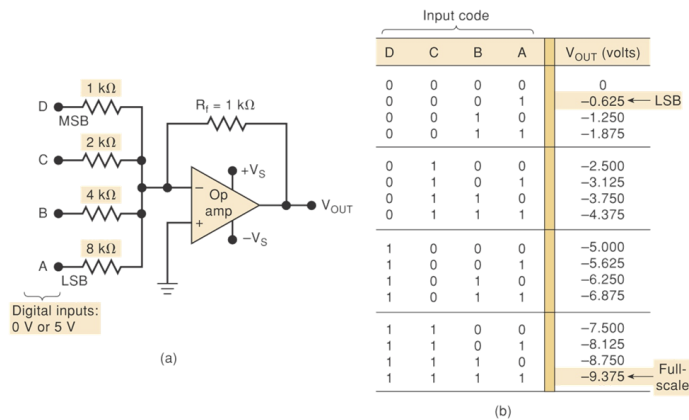 1 kΩ
D
MSB
2 kΩ
C
4 kΩ
B
8 kΩ
A
LSB
Digital inputs:
0 V or 5 V
R_f = 1 kΩ
+V_S
−
Op
amp
+
−V_S
V_OUT
(a)
Input code
D C B A V_OUT (volts)
0 0 0 0 0
0 0 0 1 −0.625 LSB
0 0 1 0 −1.250
0 0 1 1 −1.875
0 1 0 0 −2.500
0 1 0 1 −3.125
0 1 1 0 −3.750
0 1 1 1 −4.375
1 0 0 0 −5.000
1 0 0 1 −5.625
1 0 1 0 −6.250
1 0 1 1 −6.875
1 1 0 0 −7.500
1 1 0 1 −8.125
1 1 1 0 −8.750
1 1 1 1 −9.375 Full-
scale
(b)